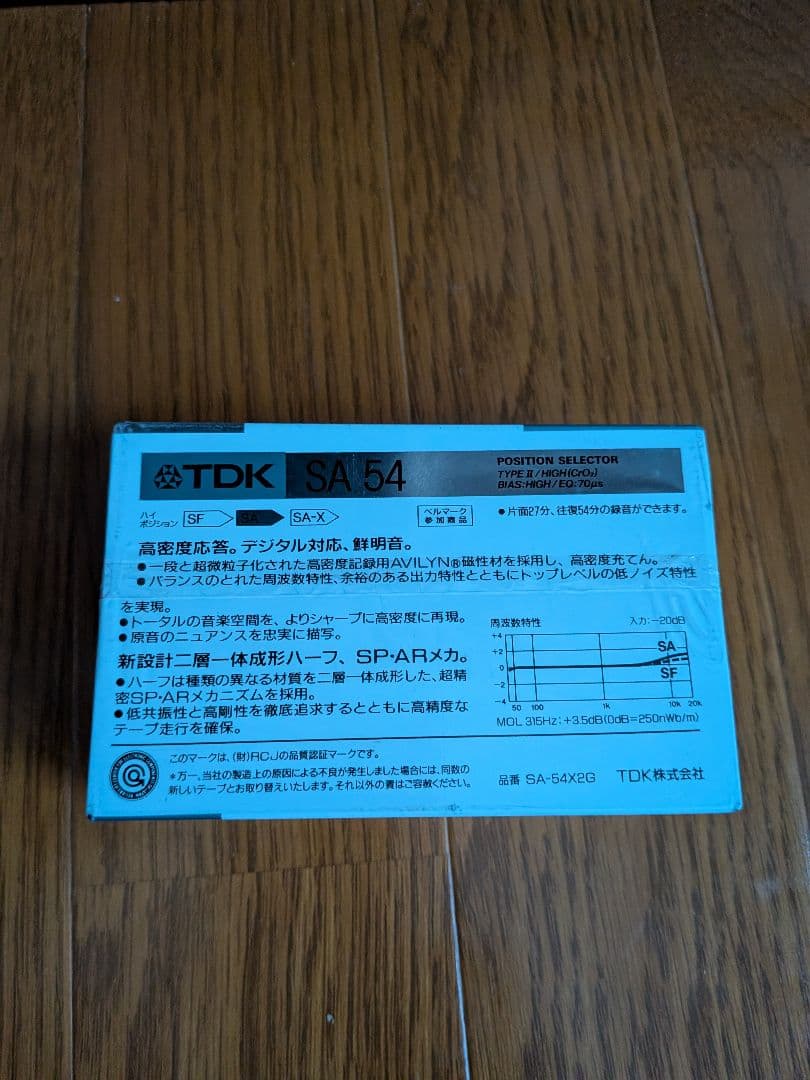 TDK SA 54
POSITION SELECTOR
TYPE II/HIGH(CrO₂)
BIAS:HIGH/EQ:70μs
ハイ
ポジション SF SA SA-X
ベルマーク
参加商品
●片面27分、往復54分の録音ができます。
高密度応答。デジタル対応、鮮明音。
●一段と超微粒子化された高密度記録用AVILYN®磁性材を採用し、高密度充てん。
●バランスのとれた周波数特性、余裕のある出力特性とともにトップレベルの低ノイズ特性
を実現。
●トータルの音楽空間を、よりシャープに高密度に再現。
●原音のニュアンスを忠実に描写。
新設計二層一体成形ハーフ、SP・ARメカ。
●ハーフは種類の異なる材質を二層一体成形した、超精
密SP・ARメカニズムを採用。
●低共振性と高剛性を徹底追求するとともに高精度な
テープ走行を確保。
周波数特性 入力:-20dB
+4
+2
0
-2
-4
SA
SF
50 100 1k 10k 20k
MOL 315Hz:+3.5dB(0dB=250nWb/m)
このマークは、(財)RCJの品質認証マークです。
*万一、当社の製造上の原因による不良が発生しました場合には、同数の
新しいテープとお取り替えいたします。それ以外の責はご容赦ください。
品番 SA-54X2G TDK株式会社